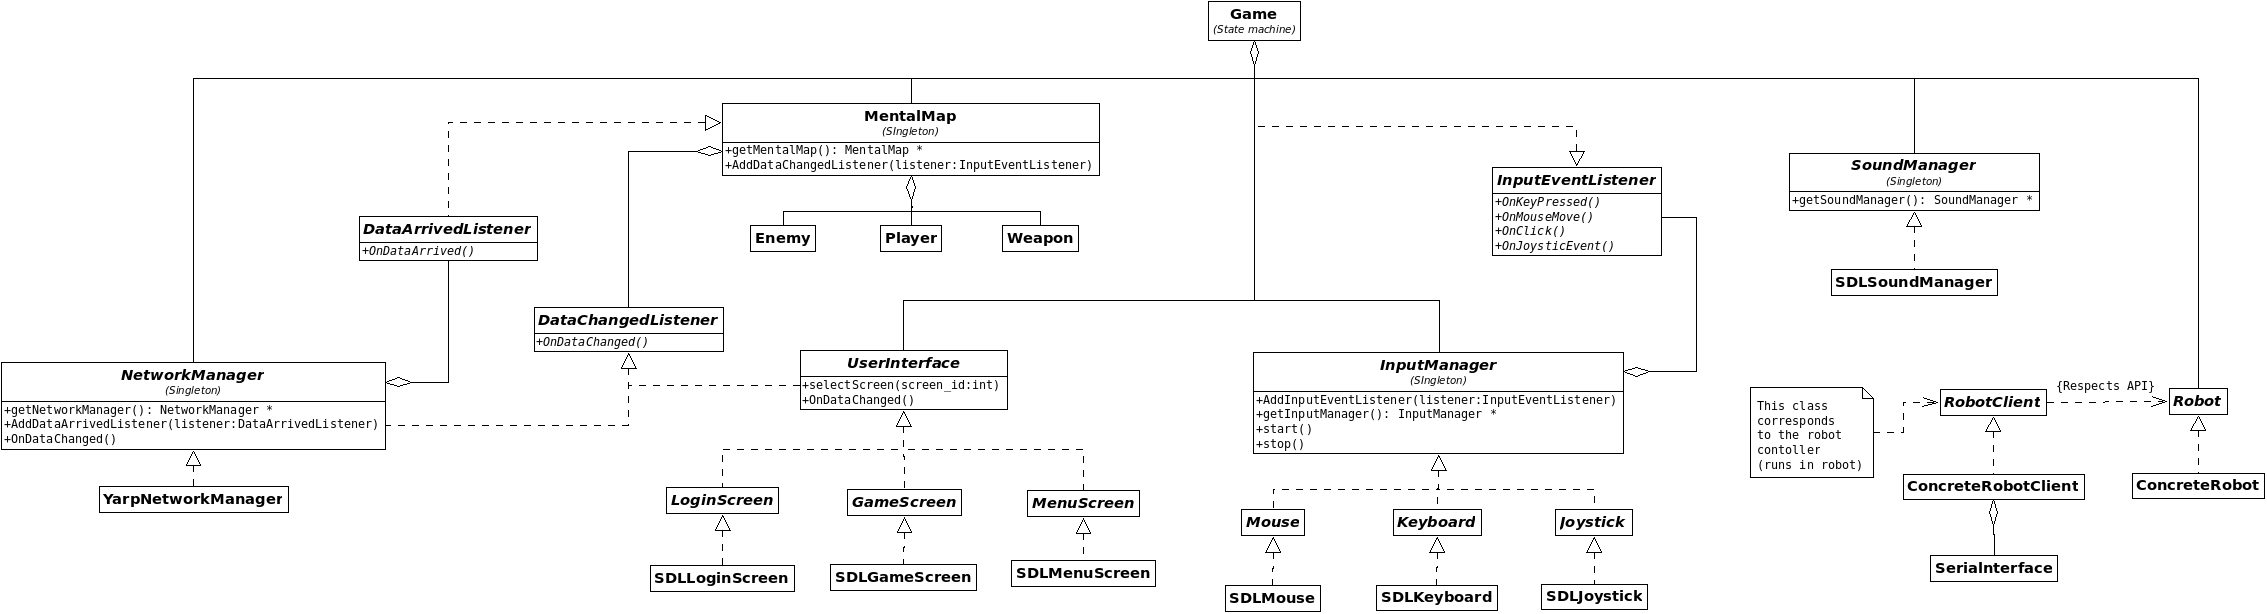 Game
(State machine)
MentalMap
(SIngleton)
+getMentalMap(): MentalMap *
+AddDataChangedListener(listener:InputEventListener)
InputEventListener
+OnKeyPressed()
+OnMouseMove()
+OnClick()
+OnJoysticEvent()
SoundManager
(Singleton)
+getSoundManager(): SoundManager *
DataArrivedListener
+OnDataArrived()
Enemy
Player
Weapon
SDLSoundManager
DataChangedListener
+OnDataChanged()
NetworkManager
(Singleton)
+getNetworkManager(): NetworkManager *
+AddDataArrivedListener(listener:DataArrivedListener)
+OnDataChanged()
UserInterface
+selectScreen(screen_id:int)
+OnDataChanged()
InputManager
(SIngleton)
+AddInputEventListener(listener:InputEventListener)
+getInputManager(): InputManager *
+start()
+stop()
This class
corresponds
to the robot
contoller
(runs in robot)
RobotClient
{Respects API}
Robot
YarpNetworkManager
LoginScreen
GameScreen
MenuScreen
Mouse
Keyboard
Joystick
ConcreteRobotClient
ConcreteRobot
SDLLoginScreen
SDLGameScreen
SDLMenuScreen
SDLMouse
SDLKeyboard
SDLJoystick
Serialnterface